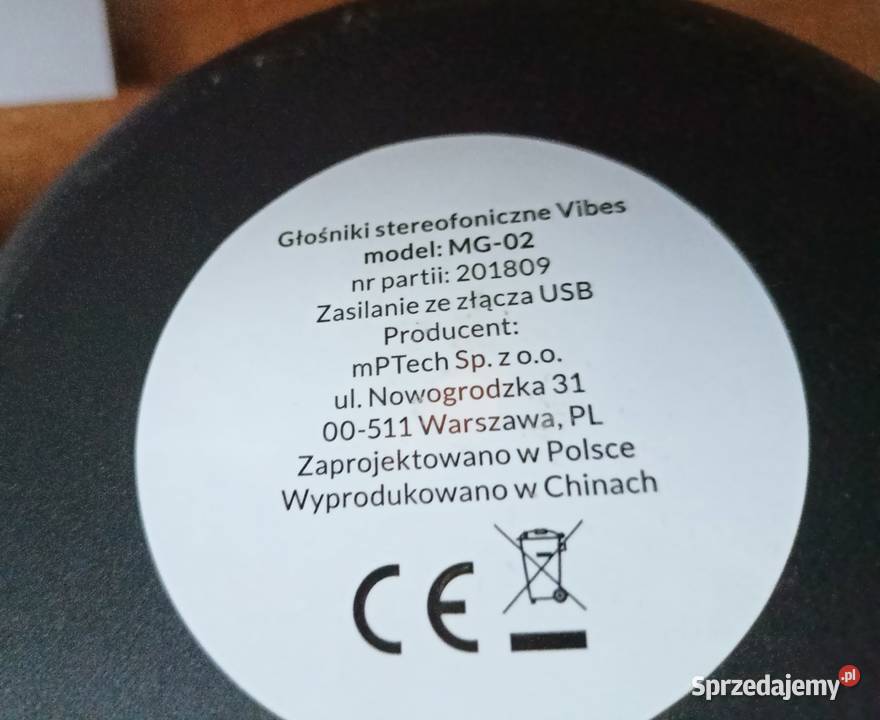 Głośniki stereofoniczne Vibes
model: MG-02
nr partii: 201809
Zasilanie ze złącza USB
Producent:
mPTech Sp. z o.o.
ul. Nowogrodzka 31
00-511 Warszawa, PL
Zaprojektowano w Polsce
Wyprodukowano w Chinach
CE
Sprzedajemy.pl